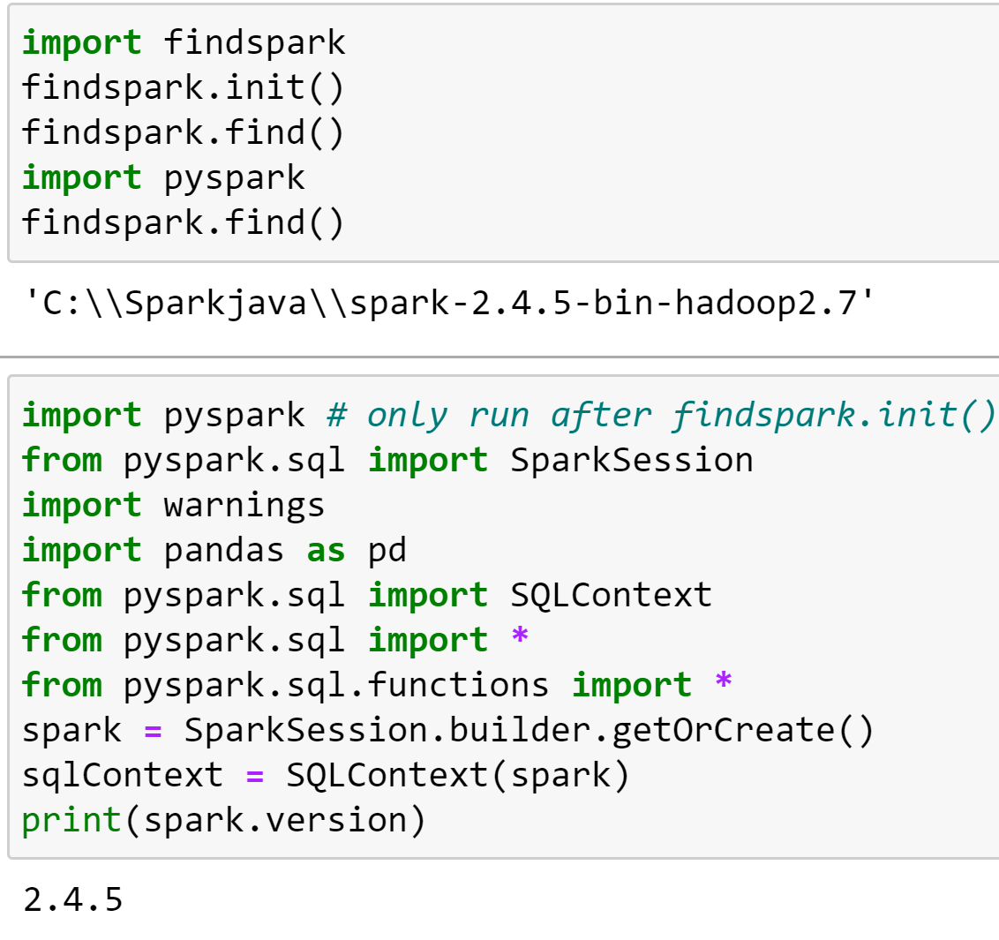 import findspark
findspark.init()
findspark.find()
import pyspark
findspark.find()
'C:\\Sparkjava\\spark-2.4.5-bin-hadoop2.7'
import pyspark # only run after findspark.init()
from pyspark.sql import SparkSession
import warnings
import pandas as pd
from pyspark.sql import SQLContext
from pyspark.sql import *
from pyspark.sql.functions import *
spark = SparkSession.builder.getOrCreate()
sqlContext = SQLContext(spark)
print(spark.version)
2.4.5